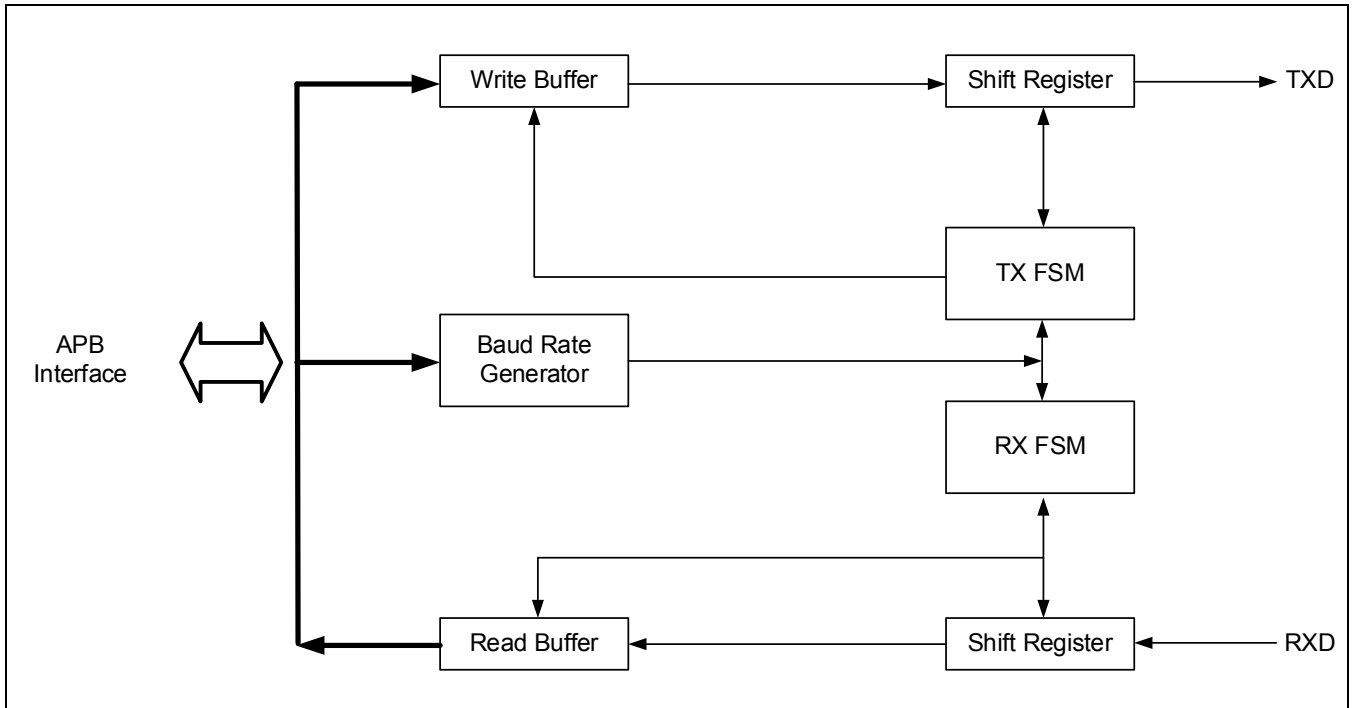 Write Buffer
Shift Register
TXD
TX FSM
APB
Interface
Baud Rate
Generator
RX FSM
Read Buffer
Shift Register
RXD